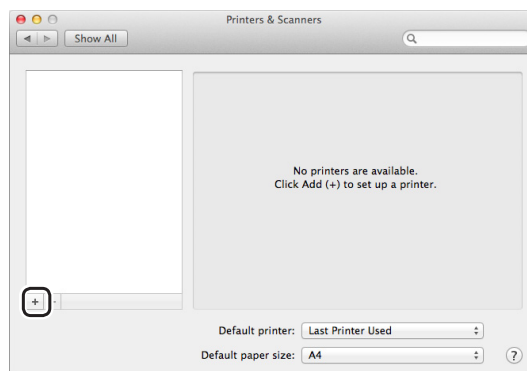 Printers & Scanners
Show All
No printers are available.
Click Add (+) to set up a printer.
+ -
Default printer: Last Printer Used
Default paper size: A4
?